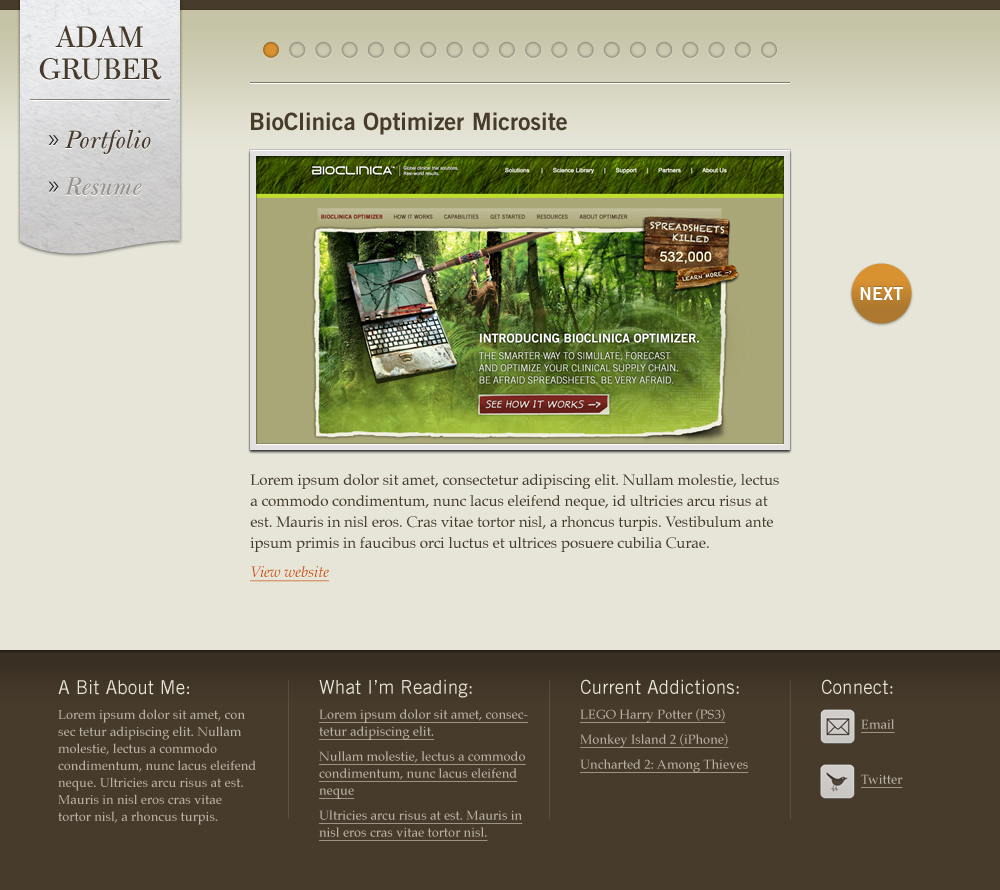 ADAM
GRUBER
» Portfolio
» Resume
BioClinica Optimizer Microsite
BIOCLINICA™
Global clinical trial solutions.
Real-world results.
Solutions | Science Library | Support | Partners | About Us
BIOCLINICA OPTIMIZER HOW IT WORKS CAPABILITIES GET STARTED RESOURCES ABOUT OPTIMIZER
SPREADSHEETS
KILLED
532,000
LEARN MORE -->
INTRODUCING BIOCLINICA OPTIMIZER.
THE SMARTER WAY TO SIMULATE, FORECAST
AND OPTIMIZE YOUR CLINICAL SUPPLY CHAIN.
BE AFRAID SPREADSHEETS. BE VERY AFRAID.
SEE HOW IT WORKS -->
NEXT
Lorem ipsum dolor sit amet, consectetur adipiscing elit. Nullam molestie, lectus
a commodo condimentum, nunc lacus eleifend neque, id ultricies arcu risus at
est. Mauris in nisl eros. Cras vitae tortor nisl, a rhoncus turpis. Vestibulum ante
ipsum primis in faucibus orci luctus et ultrices posuere cubilia Curae.
View website
A Bit About Me:
Lorem ipsum dolor sit amet, con
sec tetur adipiscing elit. Nullam
molestie, lectus a commodo
condimentum, nunc lacus eleifend
neque. Ultricies arcu risus at est.
Mauris in nisl eros cras vitae
tortor nisl, a rhoncus turpis.
What I'm Reading:
Lorem ipsum dolor sit amet, consec-
tetur adipiscing elit.
Nullam molestie, lectus a commodo
condimentum, nunc lacus eleifend
neque
Ultricies arcu risus at est. Mauris in
nisl eros cras vitae tortor nisl.
Current Addictions:
LEGO Harry Potter (PS3)
Monkey Island 2 (iPhone)
Uncharted 2: Among Thieves
Connect:
Email
Twitter